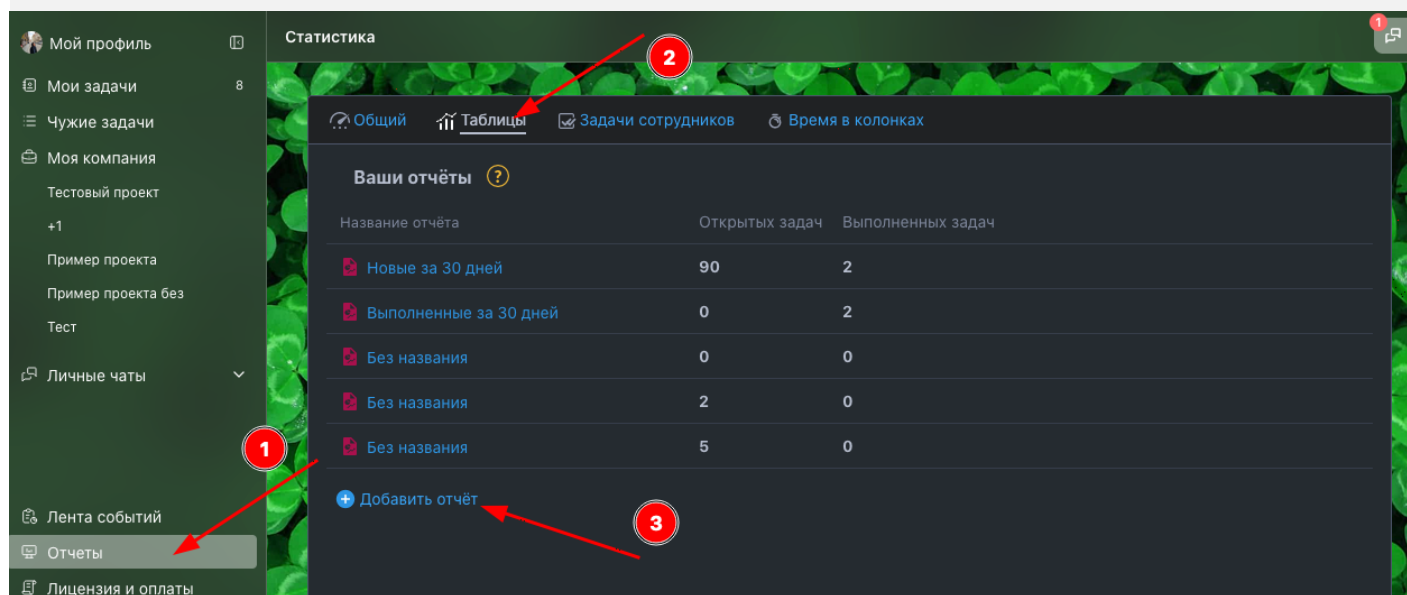 Мой профиль
Мои задачи 8
Чужие задачи
Моя компания
Тестовый проект
+1
Пример проекта
Пример проекта без
Тест
Личные чаты
1
Лента событий
Отчеты
Лицензия и оплаты
Статистика
2
1
Общий Таблицы Задачи сотрудников Время в колонках
Ваши отчёты ?
Название отчёта Открытых задач Выполненных задач
Новые за 30 дней 90 2
Выполненные за 30 дней 0 2
Без названия 0 0
Без названия 2 0
Без названия 5 0
Добавить отчёт
3